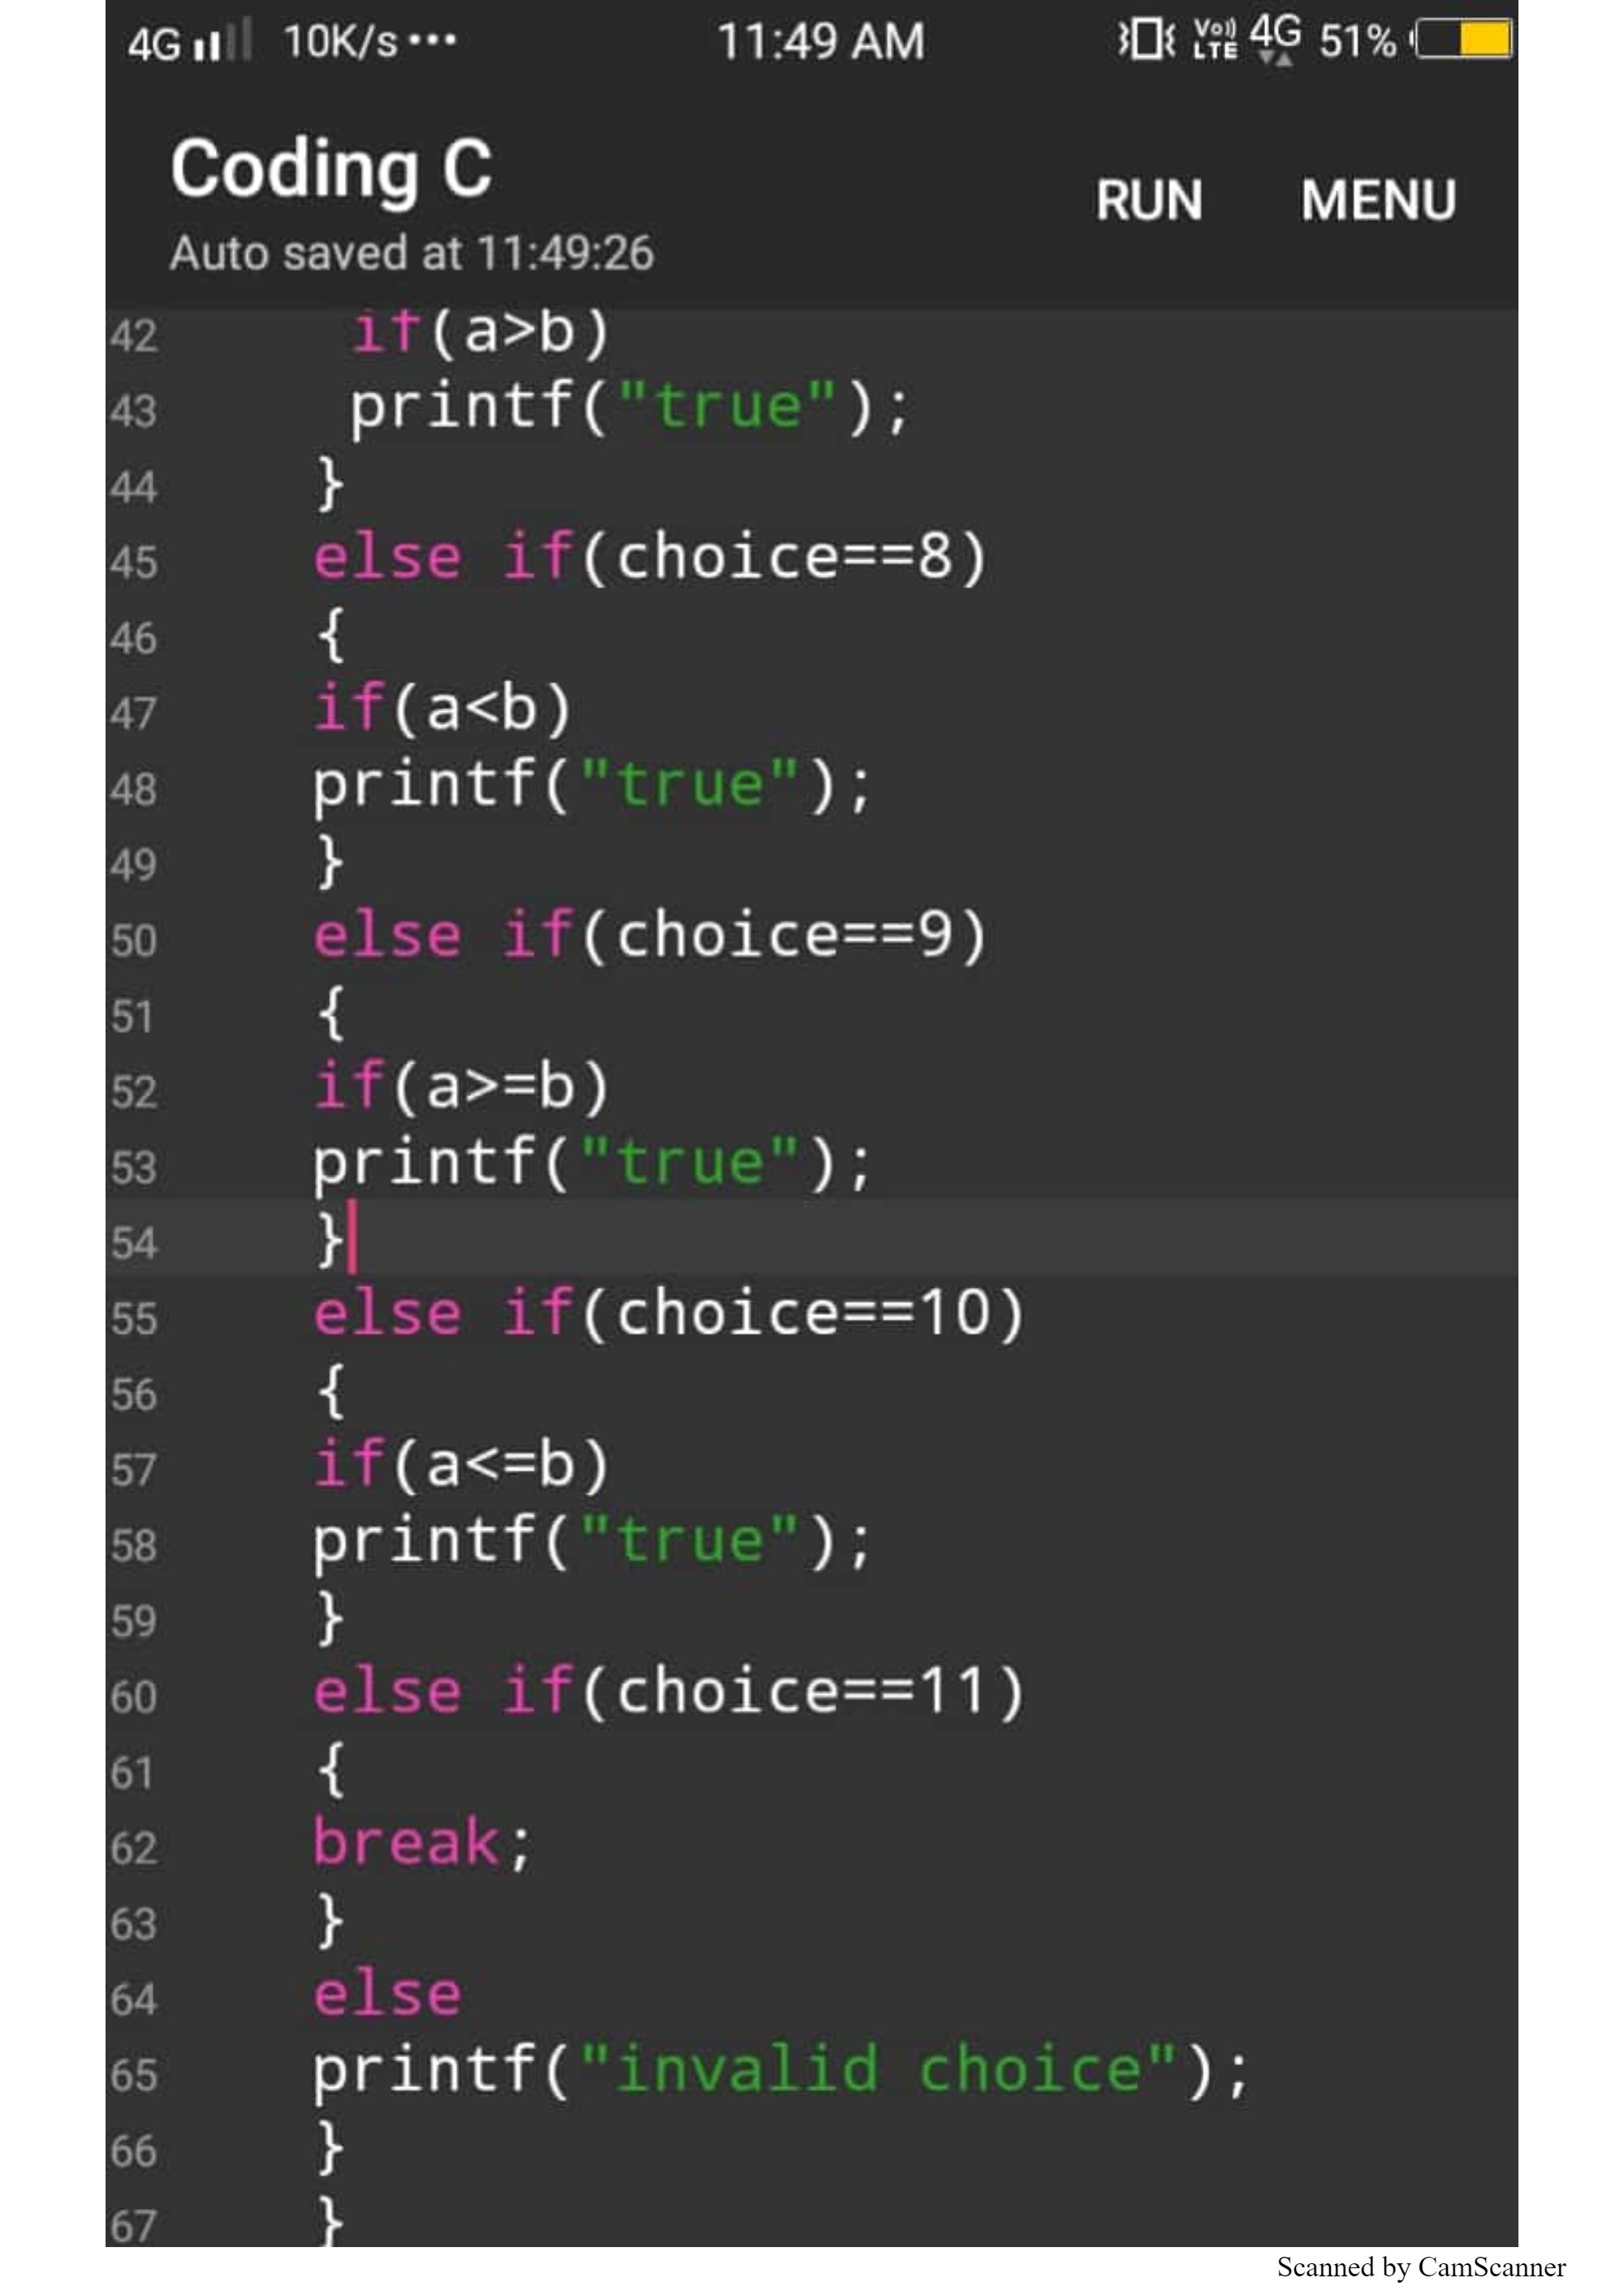 4G 10K/s ••• 11:49 AM VoI) LTE 4G 51%
Coding C
RUN MENU
Auto saved at 11:49:26
42 if(a>b)
43 printf("true");
44 }
45 else if(choice==8)
46 {
47 if(a<b)
48 printf("true");
49 }
50 else if(choice==9)
51 {
52 if(a>=b)
53 printf("true");
54 }
55 else if(choice==10)
56 {
57 if(a<=b)
58 printf("true");
59 }
60 else if(choice==11)
61 {
62 break;
63 }
64 else
65 printf("invalid choice");
66 }
67 }
Scanned by CamScanner